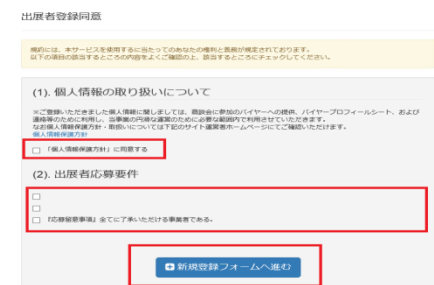 出展者登録同意
規約には、本サービスを使用するに当たってのあなたの権利と義務が規定されております。
以下の項目の該当するところの内容をよくご確認の上、該当するところにチェックしてください。
(1). 個人情報の取り扱いについて
※ご登録いただきました個人情報に関しましては、商談会に参加のバイヤーへの提供、バイヤープロフィールシート、および
連絡等のために利用し、当事業の円滑な運営のために必要な範囲内で利用させていただきます。
なお個人情報保護方針・取扱いについては下記のサイト運営者ホームページにてご確認いただけます。
個人情報保護方針
「個人情報保護方針」に同意する
(2). 出展者応募要件
『応募留意事項』全てに了承いただける事業者である。
新規登録フォームへ進む